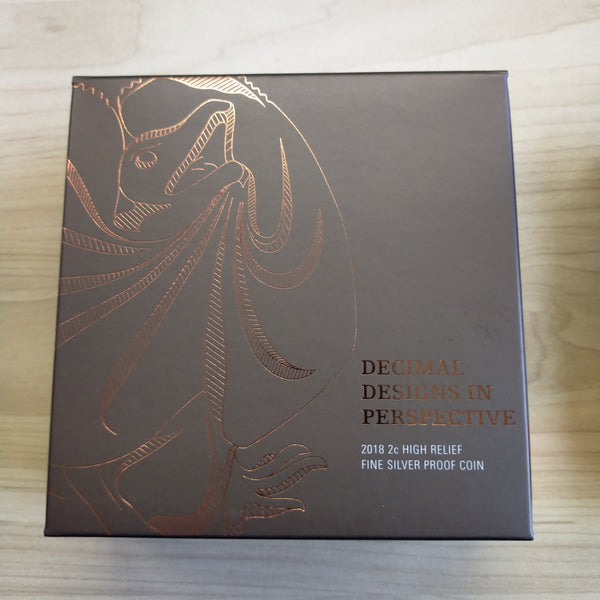 DECIMAL
DESIGNS IN
PERSPECTIVE
2018 2c HIGH RELIEF
FINE SILVER PROOF COIN